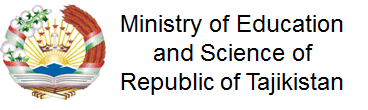 Ministry of Education
and Science of
Republic of Tajikistan